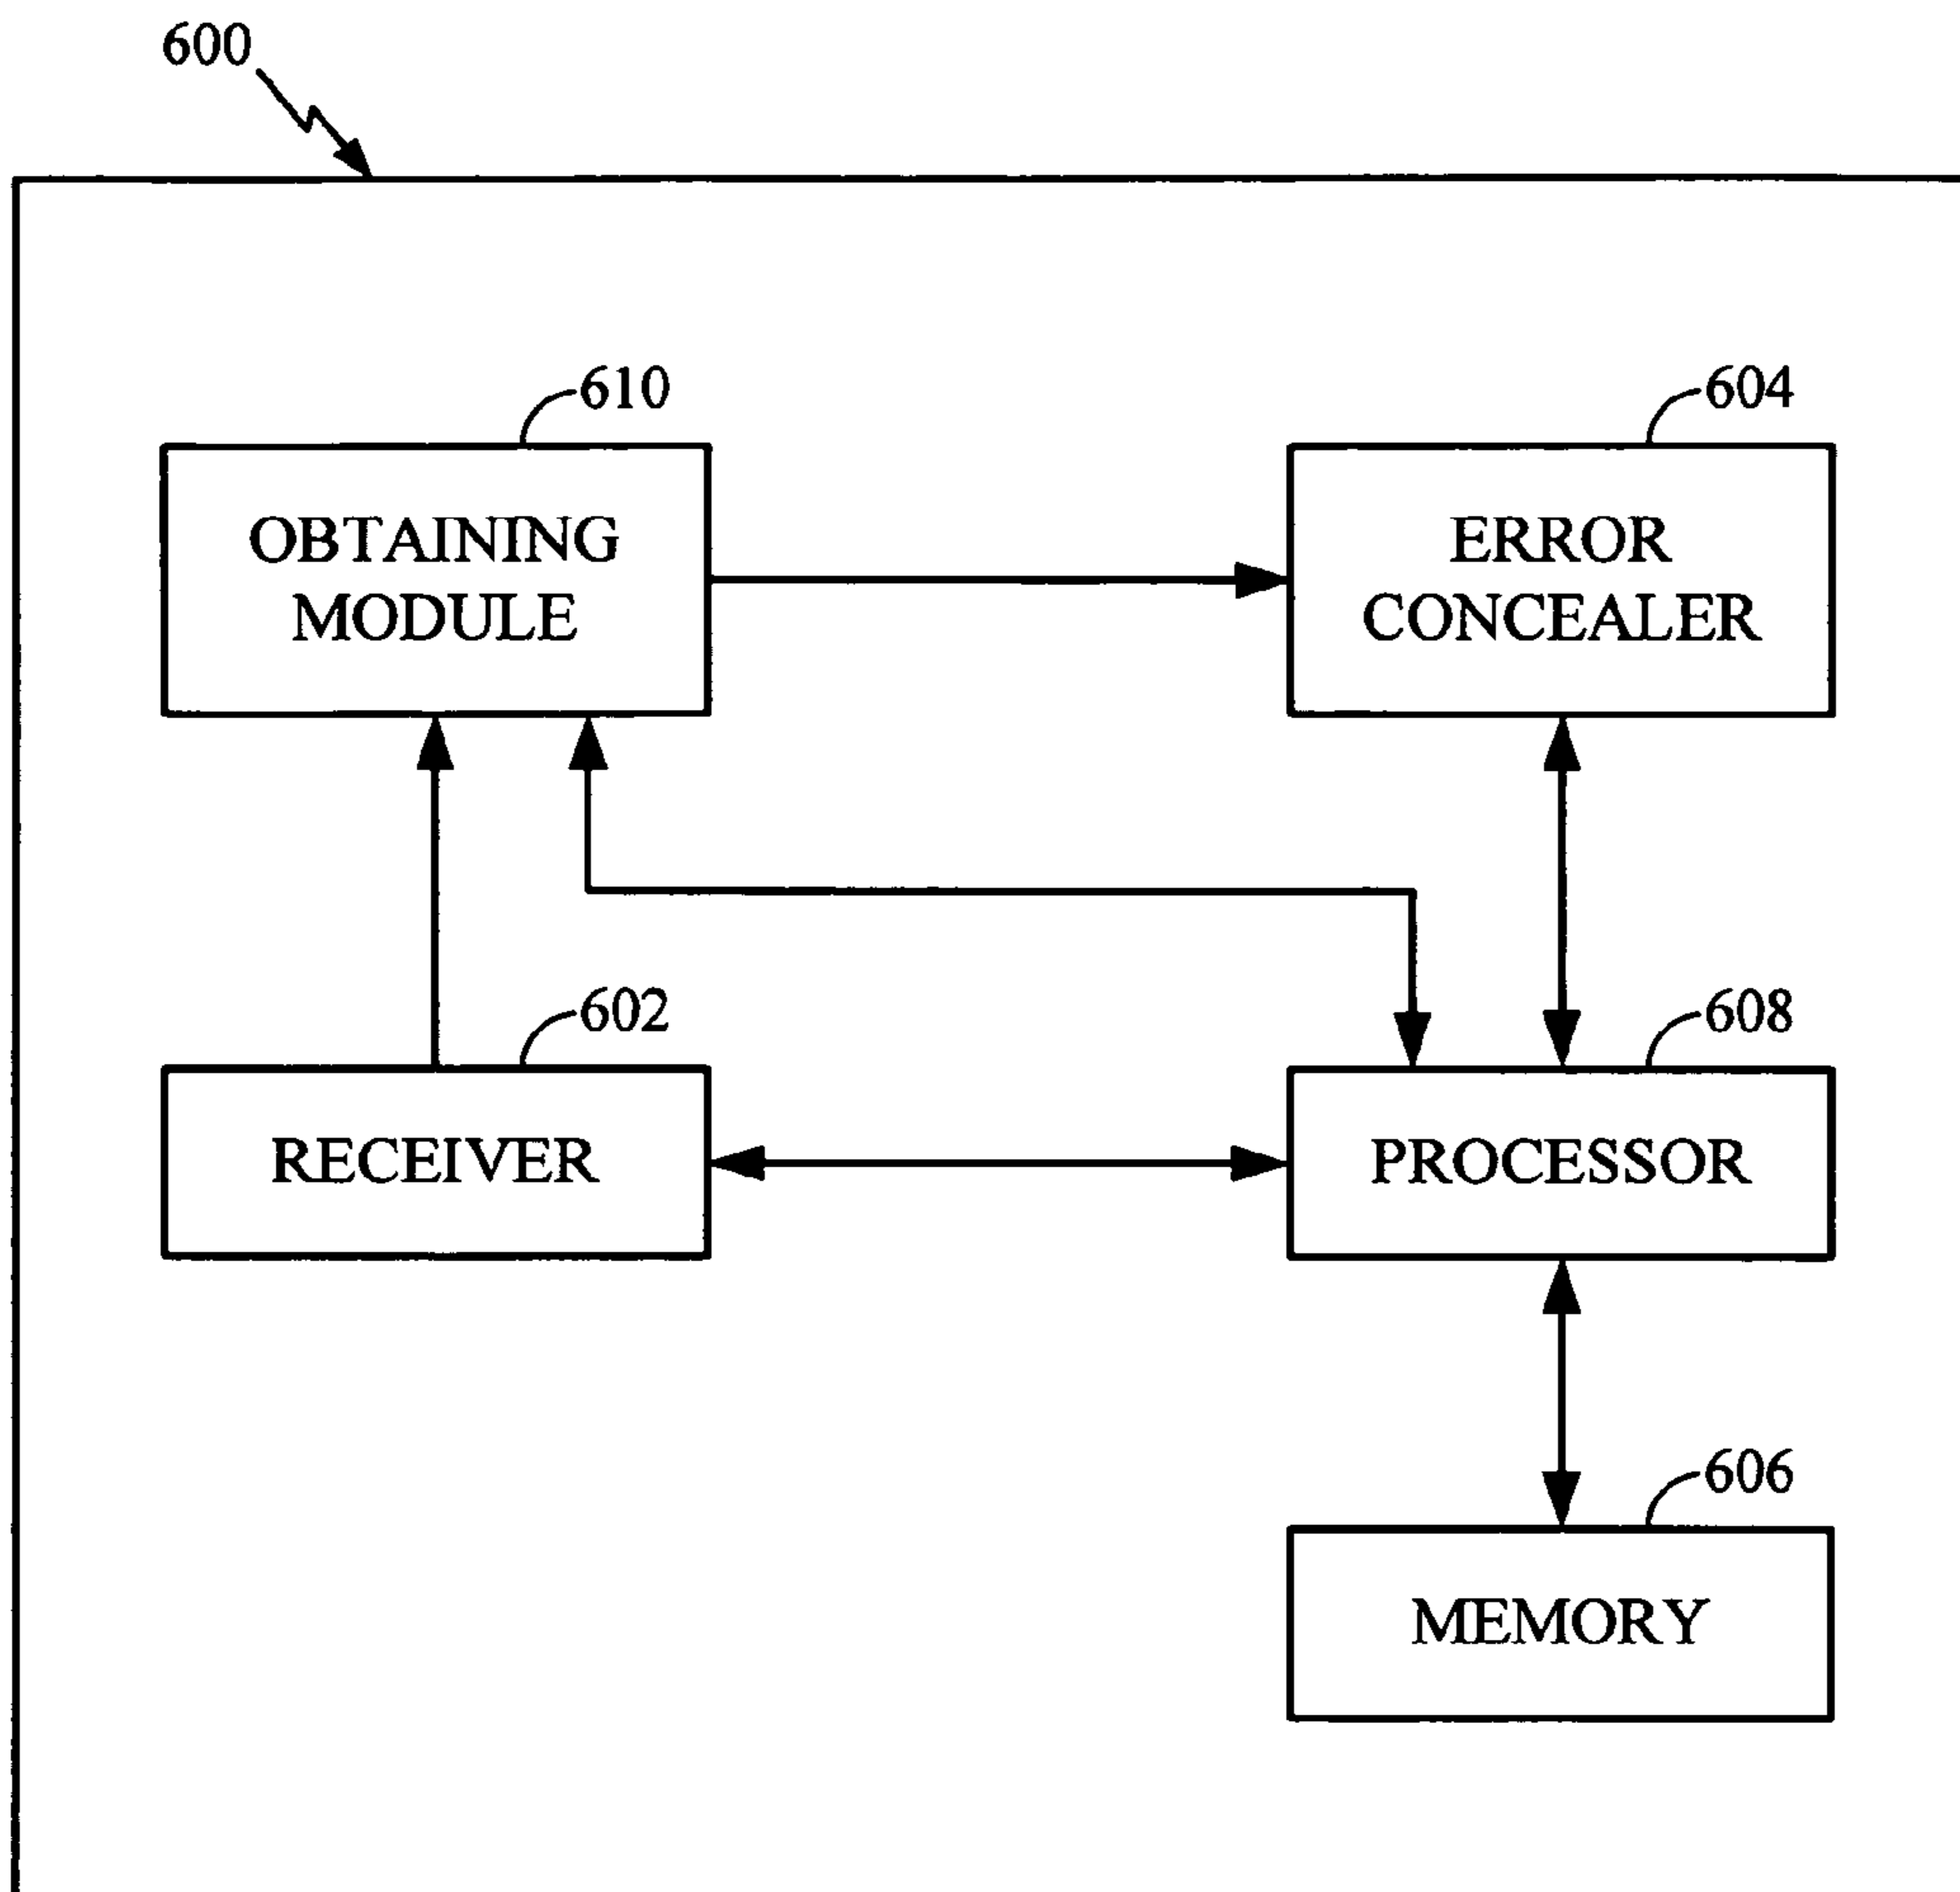 600
610
604
OBTAINING
MODULE
ERROR
CONCEALER
602
608
RECEIVER
PROCESSOR
606
MEMORY